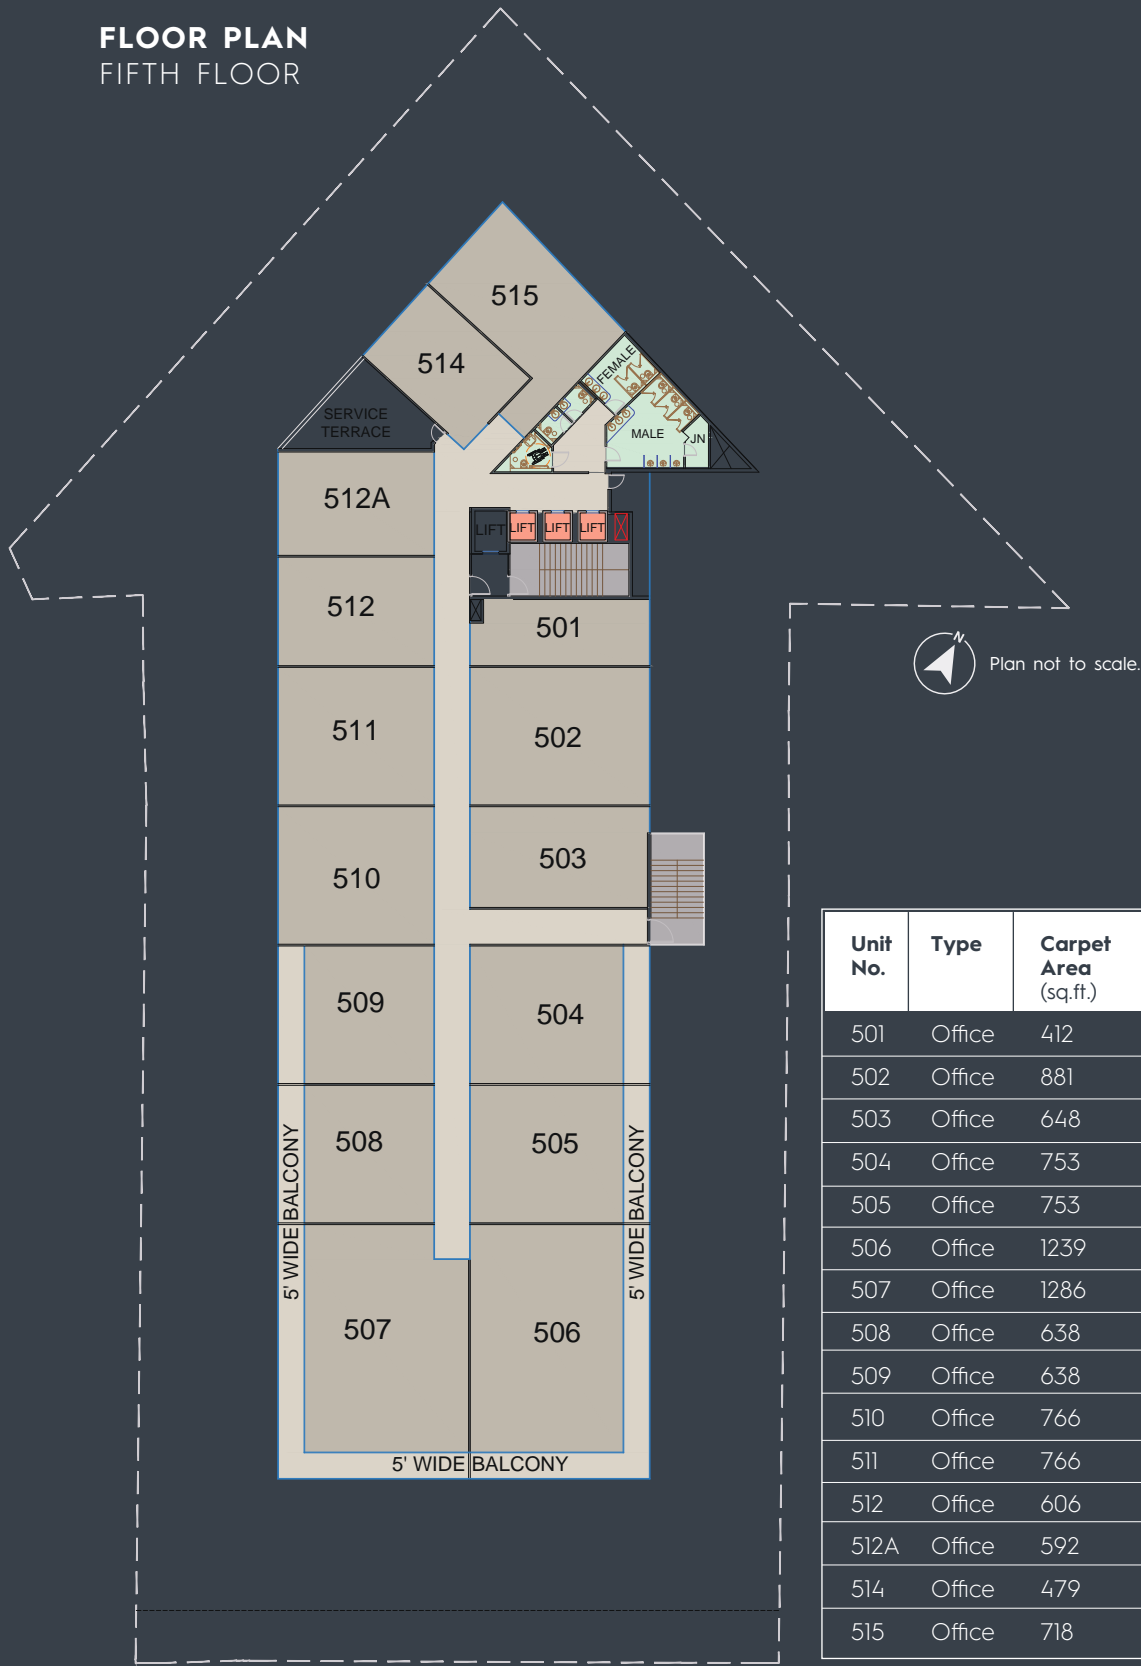 FLOOR PLAN
FIFTH FLOOR
515
514
FEMALE
MALE
JN
SERVICE
TERRACE
512A
LIFT
LIFT
LIFT
LIFT
512
501
N
Plan not to scale.
511
502
503
510
509
504
508
505
5' WIDE BALCONY
5' WIDE BALCONY
507
506
5' WIDE BALCONY
Unit No. Type Carpet Area (sq.ft.)
501 Office 412
502 Office 881
503 Office 648
504 Office 753
505 Office 753
506 Office 1239
507 Office 1286
508 Office 638
509 Office 638
510 Office 766
511 Office 766
512 Office 606
512A Office 592
514 Office 479
515 Office 718